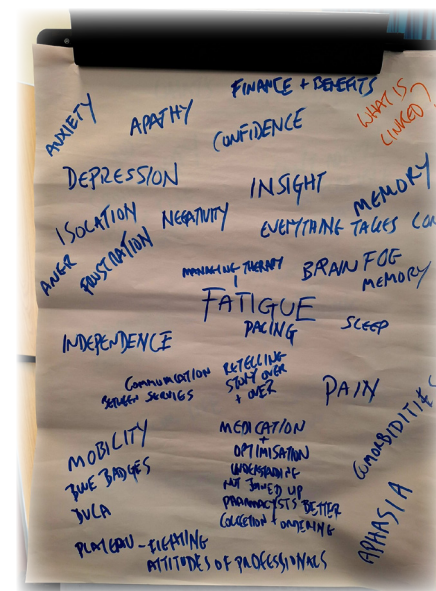 FINANCE + BENEFITS
WHAT IS
LINKED?
ANXIETY
APATHY
CONFIDENCE
DEPRESSION
INSIGHT
MEMORY
ISOLATION
NEGATIVITY
EVERYTHING TAKES
ANGER
FRUSTRATION
MANAGING THERAPY
BRAIN FOG
MEMORY
FATIGUE
PACING
SLEEP
INDEPENDENCE
COMMUNICATION
BETWEEN SERVICES
RETELLING
STORY OVER
+ OVER
PAIN
COMORBIDITIES
MOBILITY
BLUE BADGES
DVLA
MEDICATION
+
OPTIMISATION
UNDERSTANDING
NOT JOINED UP
PHARMACISTS BETTER
COLLECTION + ORDERING
APHASIA
PLATEAU - FIGHTING
ATTITUDES OF PROFESSIONALS